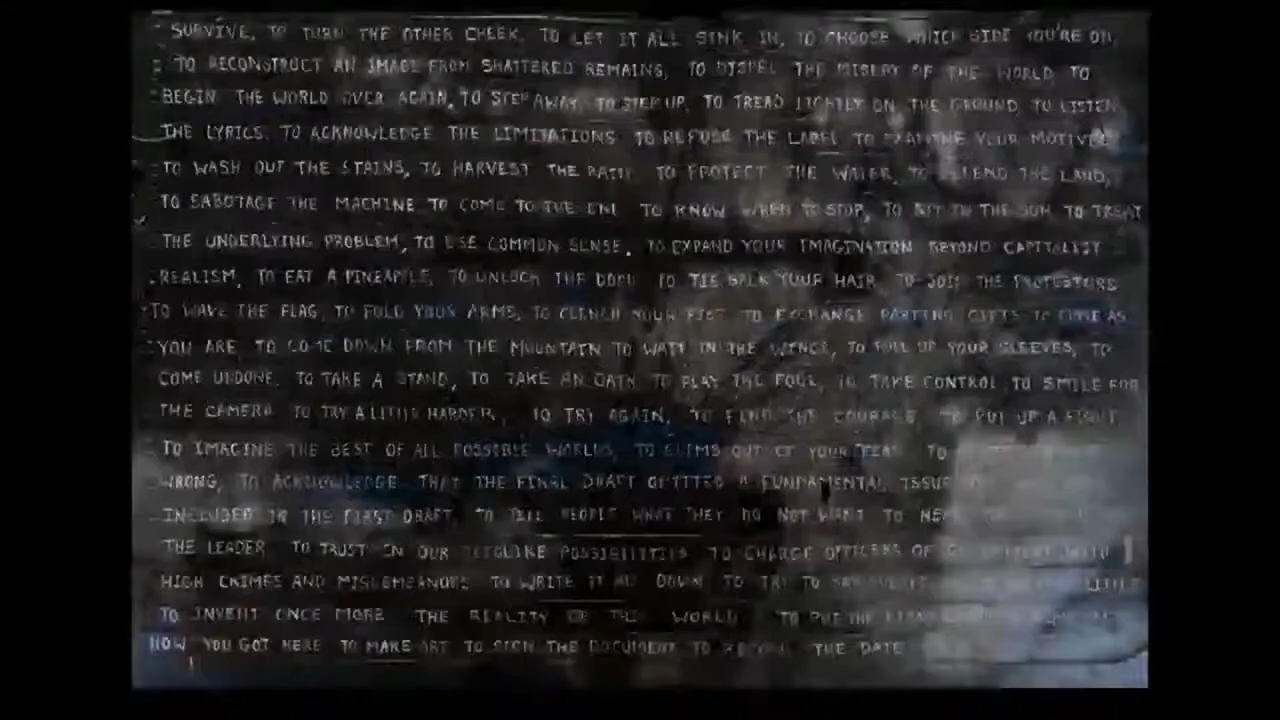 SURVIVE, TO TURN THE OTHER CHEEK, TO LET IT ALL SINK IN, TO CHOOSE WHICH SIDE YOU'RE ON,
TO RECONSTRUCT AN IMAGE FROM SHATTERED REMAINS, TO DISPEL THE MISERY OF THE WORLD, TO
BEGIN THE WORLD OVER AGAIN, TO STEP AWAY, TO STEP UP, TO TREAD LIGHTLY ON THE GROUND, TO LISTEN
THE LYRICS, TO ACKNOWLEDGE THE LIMITATIONS TO REFUSE THE LABEL, TO EXAMINE YOUR MOTIVES
TO WASH OUT THE STAINS, TO HARVEST THE RAIN TO PROTECT THE WATER, TO DEFEND THE LAND,
TO SABOTAGE THE MACHINE TO COME TO THE END TO KNOW WHEN TO STOP, TO SIT IN THE SUN, TO TREAT
THE UNDERLYING PROBLEM, TO USE COMMON SENSE, TO EXPAND YOUR IMAGINATION BEYOND CAPITALIST
REALISM, TO EAT A PINEAPPLE, TO UNLOCK THE DOOR TO TIE BACK YOUR HAIR, TO JOIN THE PROTESTORS
TO WAVE THE FLAG, TO FOLD YOUR ARMS, TO CLENCH YOUR FIST TO EXCHANGE PARTING GIFTS TO COME AS
YOU ARE TO COME DOWN FROM THE MOUNTAIN TO WAIT IN THE WINGS, TO ROLL UP YOUR SLEEVES, TO
COME UNDONE, TO TAKE A STAND, TO TAKE AN OATH, TO PLAY THE FOOL, TO TAKE CONTROL, TO SMILE FOR
THE CAMERA TO TRY A LITTLE HARDER, TO TRY AGAIN, TO FIND THE COURAGE, TO PUT UP A FIGHT
TO IMAGINE THE BEST OF ALL POSSIBLE WORLDS, TO CLIMB OUT OF YOUR TO
WRONG, TO ACKNOWLEDGE THAT THE FINAL DRAFT OMITTED A FUNDAMENTAL ISSUE
INCLUDED IN THE FIRST DRAFT, TO TELL PEOPLE WHAT THEY DO NOT WANT TO HEAR
THE LEADER TO TRUST IN OUR POSSIBILITIES TO CHARGE OFFICERS OF WITH
HIGH CRIMES AND MISDEMEANORS TO WRITE IT ALL DOWN TO TRY TO
TO INVENT ONCE MORE THE REALITY OF THE WORLD TO PUT THE
HOW YOU GOT HERE TO MAKE ART TO SIGN THE DOCUMENT TO RECORD THE DATE